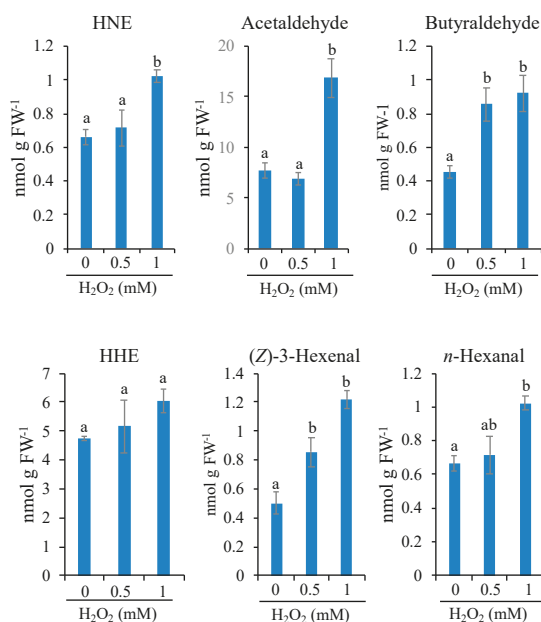 HNE
nmol g FW⁻¹
1.2
1
0.8
0.6
0.4
0.2
0
a
a
b
0 0.5 1
H₂O₂ (mM)
Acetaldehyde
nmol g FW⁻¹
20
15
10
5
0
a
a
b
0 0.5 1
H₂O₂ (mM)
Butyraldehyde
nmol g FW-1
1.2
1
0.8
0.6
0.4
0.2
0
a
b
b
0 0.5 1
H₂O₂ (mM)
HHE
nmol g FW⁻¹
7
6
5
4
3
2
1
0
a
a
a
0 0.5 1
H₂O₂ (mM)
(Z)-3-Hexenal
nmol g FW⁻¹
1.4
1.2
1
0.8
0.6
0.4
0.2
0
a
b
b
0 0.5 1
H₂O₂ (mM)
n-Hexanal
nmol g FW⁻¹
1.2
1
0.8
0.6
0.4
0.2
0
a
ab
b
0 0.5 1
H₂O₂ (mM)